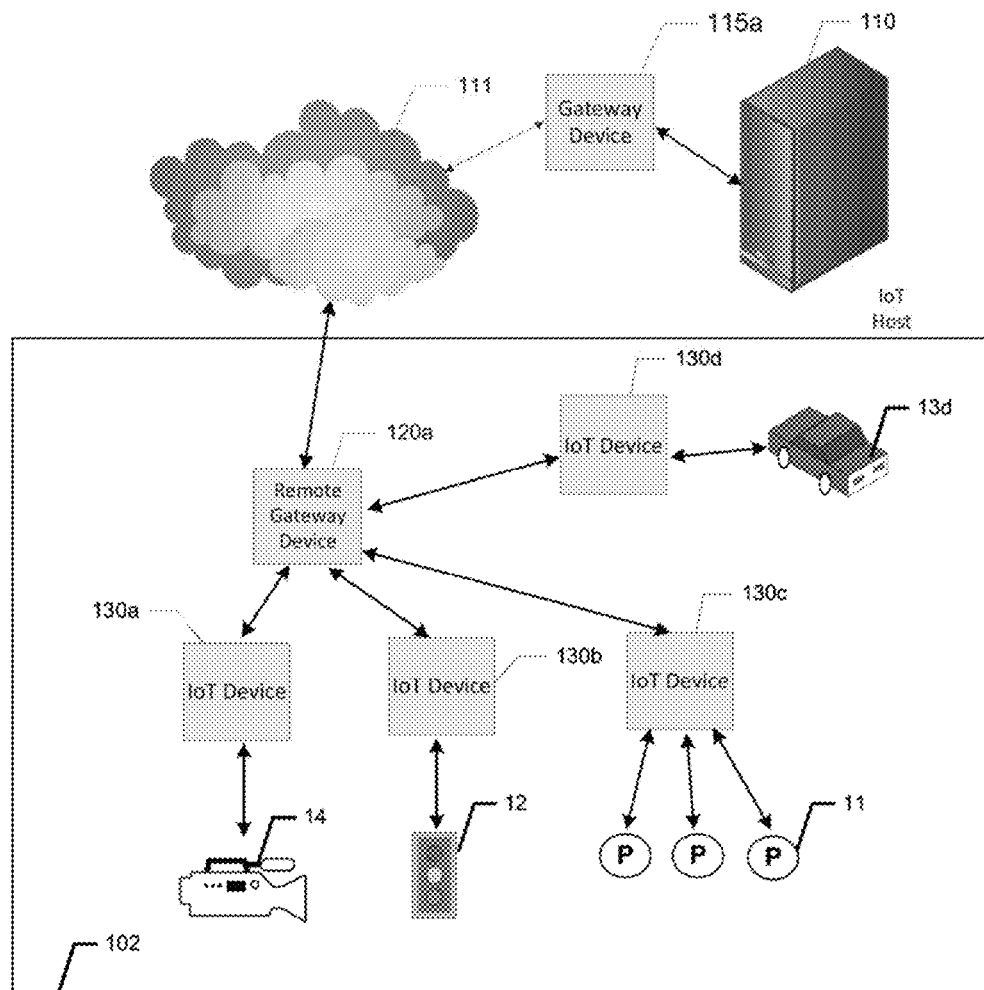 115a
110
111
Gateway
Device
IoT
Host
130d
13d
120a
IoT Device
Remote
Gateway
Device
130a
130c
130b
IoT Device
IoT Device
IoT Device
14
12
11
P
P
P
102